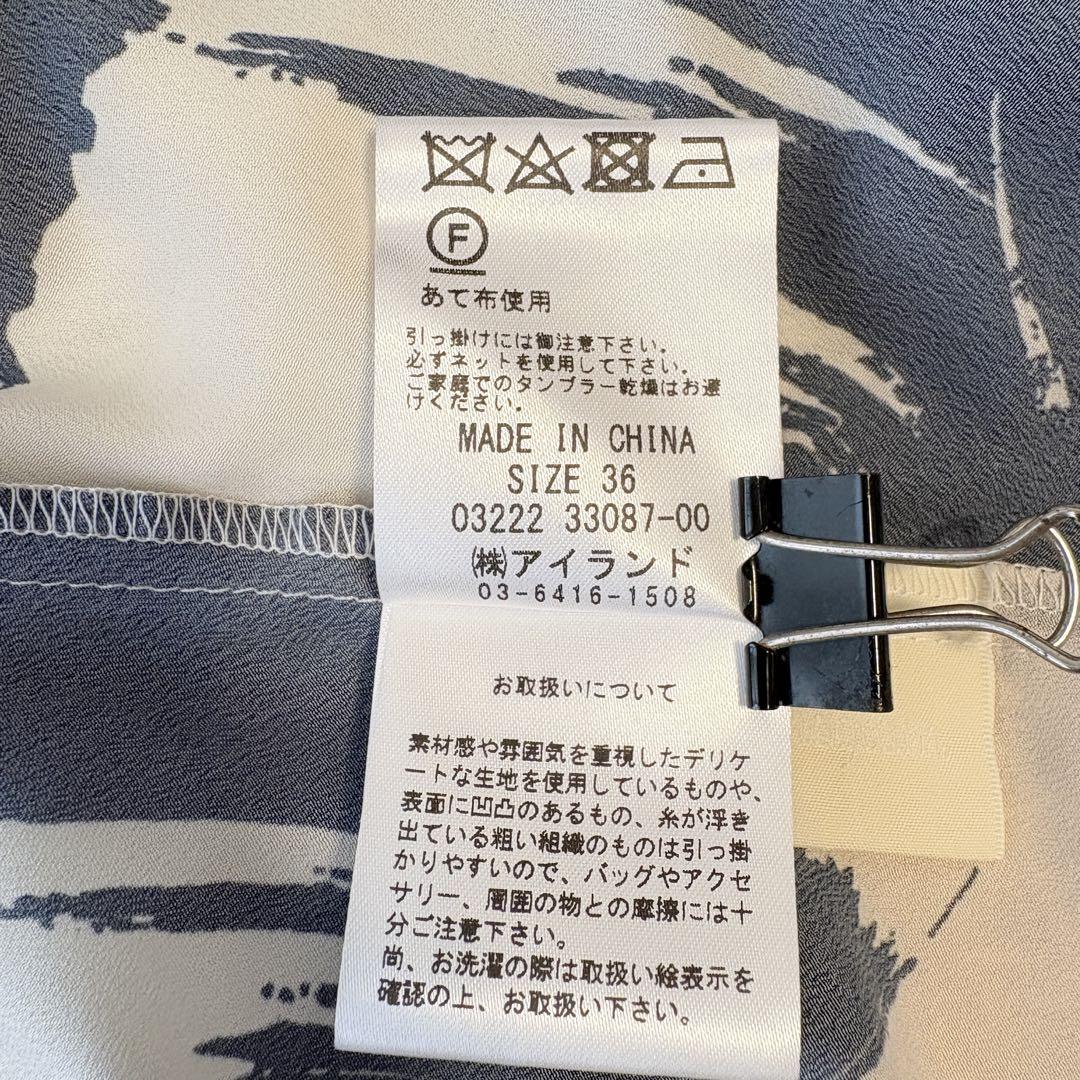 F
あて布使用
引っ掛けには御注意下さい。
必ずネットを使用して下さい。
ご家庭でのタンブラー乾燥はお避
けください。
MADE IN CHINA
SIZE 36
03222 33087-00
㈱アイランド
03-6416-1508
お取扱いについて
素材感や雰囲気を重視したデリケ
ートな生地を使用しているものや、
表面に凹凸のあるもの、糸が浮き
出ている粗い組織のものは引っ掛
かりやすいので、バッグやアクセ
サリー、周囲の物との摩擦には十
分ご注意下さい。
尚、お洗濯の際は取扱い絵表示を
確認の上、お取扱い下さい。